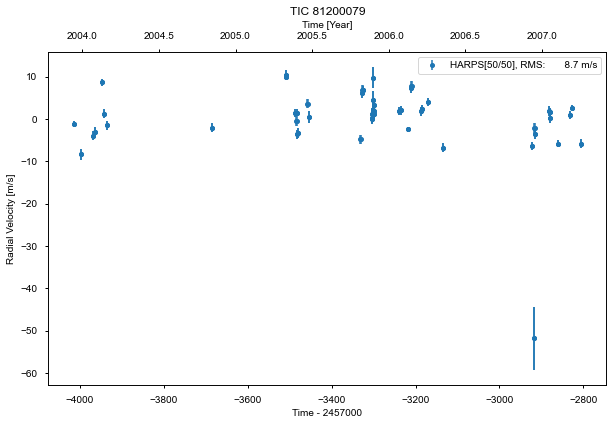 TIC 81200079
Time [Year]
2004.0 2004.5 2005.0 2005.5 2006.0 2006.5 2007.0
HARPS[50/50], RMS: 8.7 m/s
10
0
−10
−20
−30
−40
−50
−60
Radial Velocity [m/s]
−4000 −3800 −3600 −3400 −3200 −3000 −2800
Time - 2457000